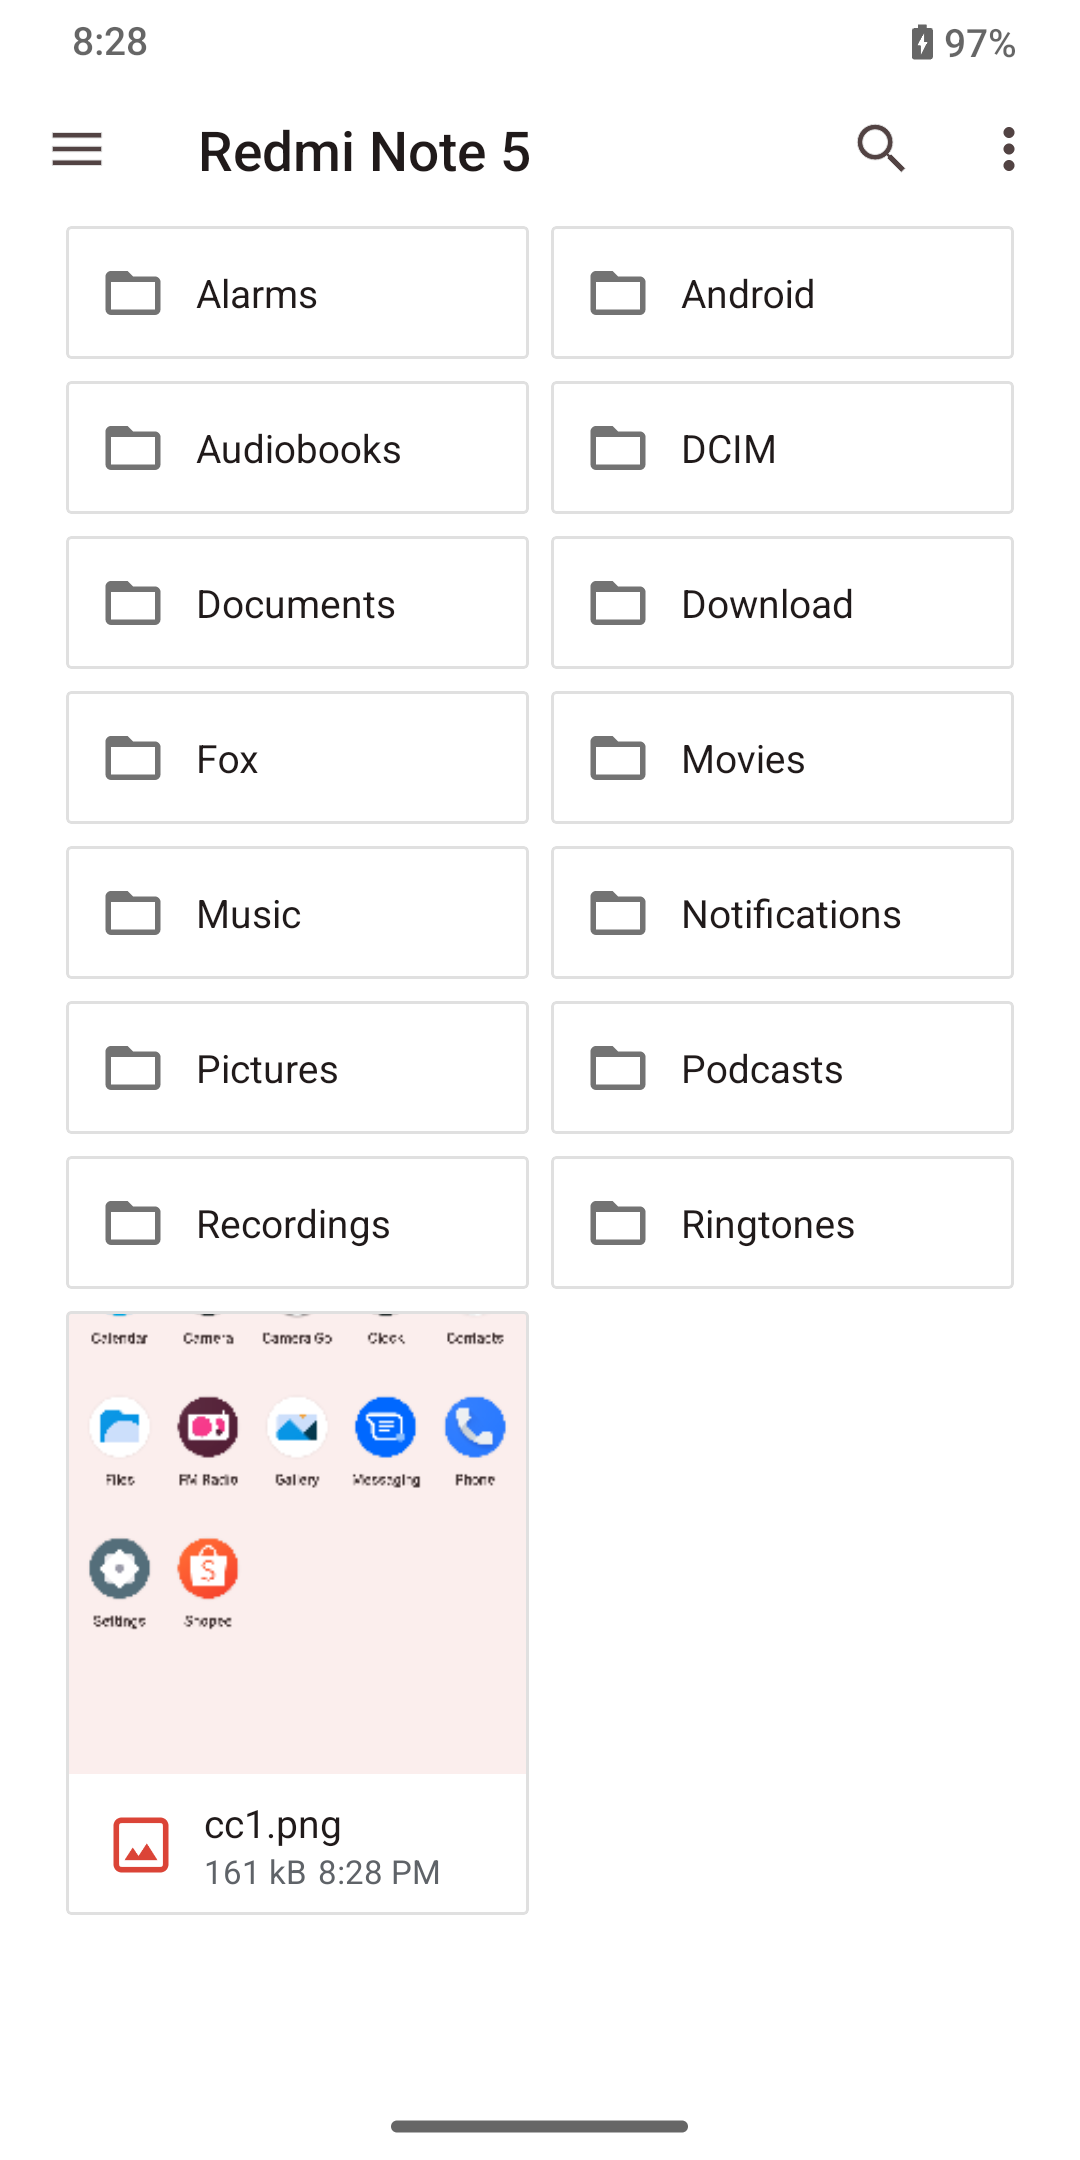 8:28
97%
Redmi Note 5
Alarms
Android
Audiobooks
DCIM
Documents
Download
Fox
Movies
Music
Notifications
Pictures
Podcasts
Recordings
Ringtones
Calendar
Camera
Camera Go
Clock
Contacts
Files
FM Radio
Gallery
Messaging
Phone
Settings
Shopee
cc1.png
161 kB 8:28 PM